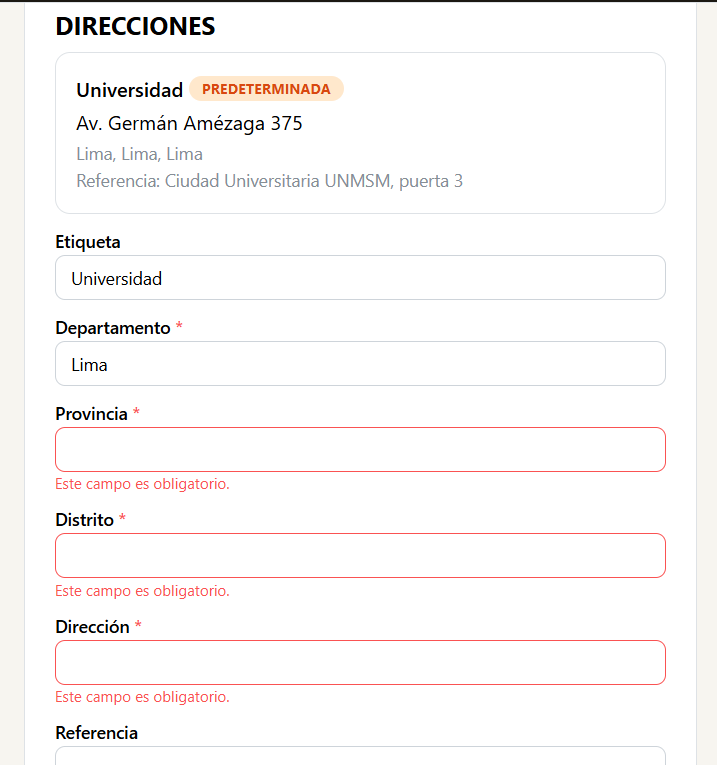 DIRECCIONES
Universidad PREDETERMINADA
Av. Germán Amézaga 375
Lima, Lima, Lima
Referencia: Ciudad Universitaria UNMSM, puerta 3
Etiqueta
Universidad
Departamento *
Lima
Provincia *
Este campo es obligatorio.
Distrito *
Este campo es obligatorio.
Dirección *
Este campo es obligatorio.
Referencia